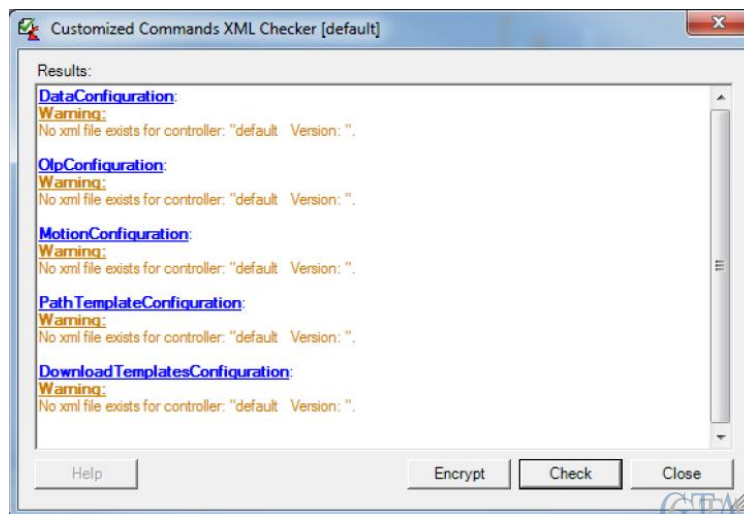 Customized Commands XML Checker [default]
Results:
DataConfiguration:
Warning:
No xml file exists for controller: "default   Version: ".
OlpConfiguration:
Warning:
No xml file exists for controller: "default   Version: ".
MotionConfiguration:
Warning:
No xml file exists for controller: "default   Version: ".
PathTemplateConfiguration:
Warning:
No xml file exists for controller: "default   Version: ".
DownloadTemplatesConfiguration:
Warning:
No xml file exists for controller: "default   Version: ".
Help Encrypt Check Close